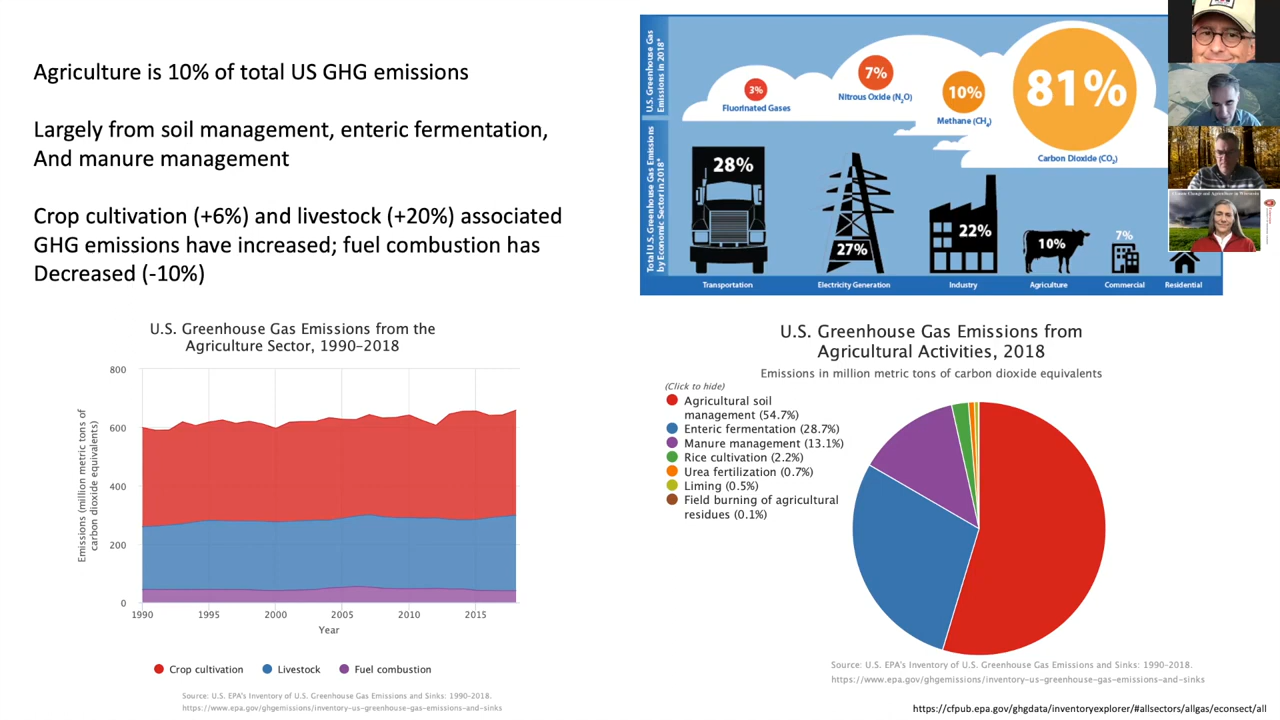 Agriculture is 10% of total US GHG emissions
Largely from soil management, enteric fermentation,
And manure management
Crop cultivation (+6%) and livestock (+20%) associated
GHG emissions have increased; fuel combustion has
Decreased (-10%)
U.S. Greenhouse Gas
Emissions in 2018*
3%
Fluorinated Gases
7%
Nitrous Oxide (N₂O)
10%
Methane (CH₄)
81%
Carbon Dioxide (CO₂)
Total U.S. Greenhouse Gas Emissions
by Economic Sector in 2018*
28%
27%
22%
10%
7%
Transportation
Electricity Generation
Industry
Agriculture
Commercial
Residential
U.S. Greenhouse Gas Emissions from the
Agriculture Sector, 1990–2018
Emissions (million metric tons of
carbon dioxide equivalents)
800
600
400
200
0
1990
1995
2000
2005
2010
2015
Year
Crop cultivation
Livestock
Fuel combustion
Source: U.S. EPA's Inventory of U.S. Greenhouse Gas Emissions and Sinks: 1990-2018.
https://www.epa.gov/ghgemissions/inventory-us-greenhouse-gas-emissions-and-sinks
U.S. Greenhouse Gas Emissions from
Agricultural Activities, 2018
Emissions in million metric tons of carbon dioxide equivalents
(Click to hide)
Agricultural soil
management (54.7%)
Enteric fermentation (28.7%)
Manure management (13.1%)
Rice cultivation (2.2%)
Urea fertilization (0.7%)
Liming (0.5%)
Field burning of agricultural
residues (0.1%)
Source: U.S. EPA's Inventory of U.S. Greenhouse Gas Emissions and Sinks: 1990-2018.
https://www.epa.gov/ghgemissions/inventory-us-greenhouse-gas-emissions-and-sinks
https://cfpub.epa.gov/ghgdata/inventoryexplorer/#allsectors/allgas/econsect/all